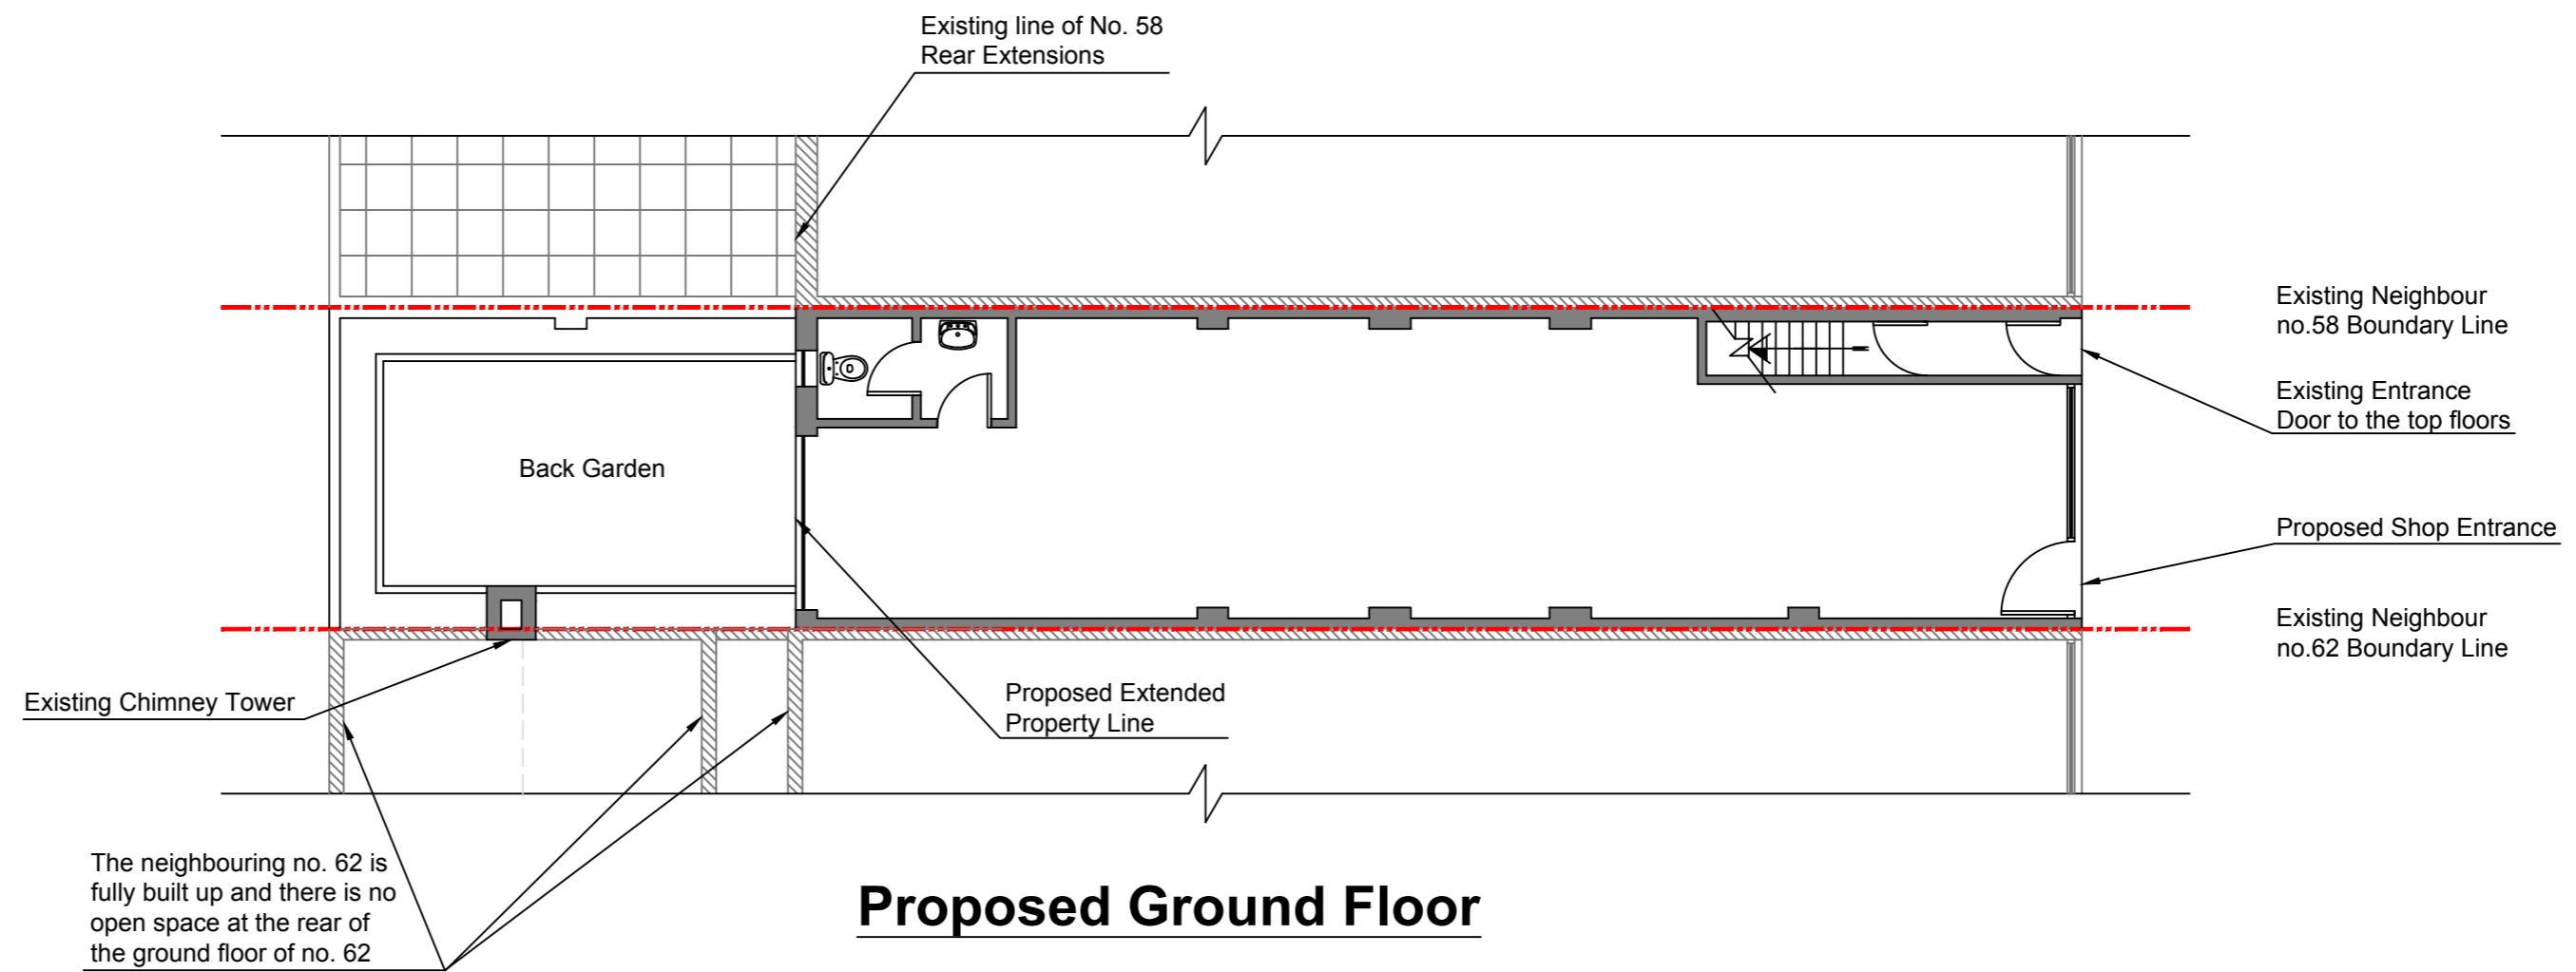 Existing line of No. 58
Rear Extensions
Existing Neighbour
no.58 Boundary Line
Existing Entrance
Door to the top floors
Back Garden
Proposed Shop Entrance
Existing Neighbour
no.62 Boundary Line
Existing Chimney Tower
Proposed Extended
Property Line
The neighbouring no. 62 is
fully built up and there is no
open space at the rear of
the ground floor of no. 62
Proposed Ground Floor